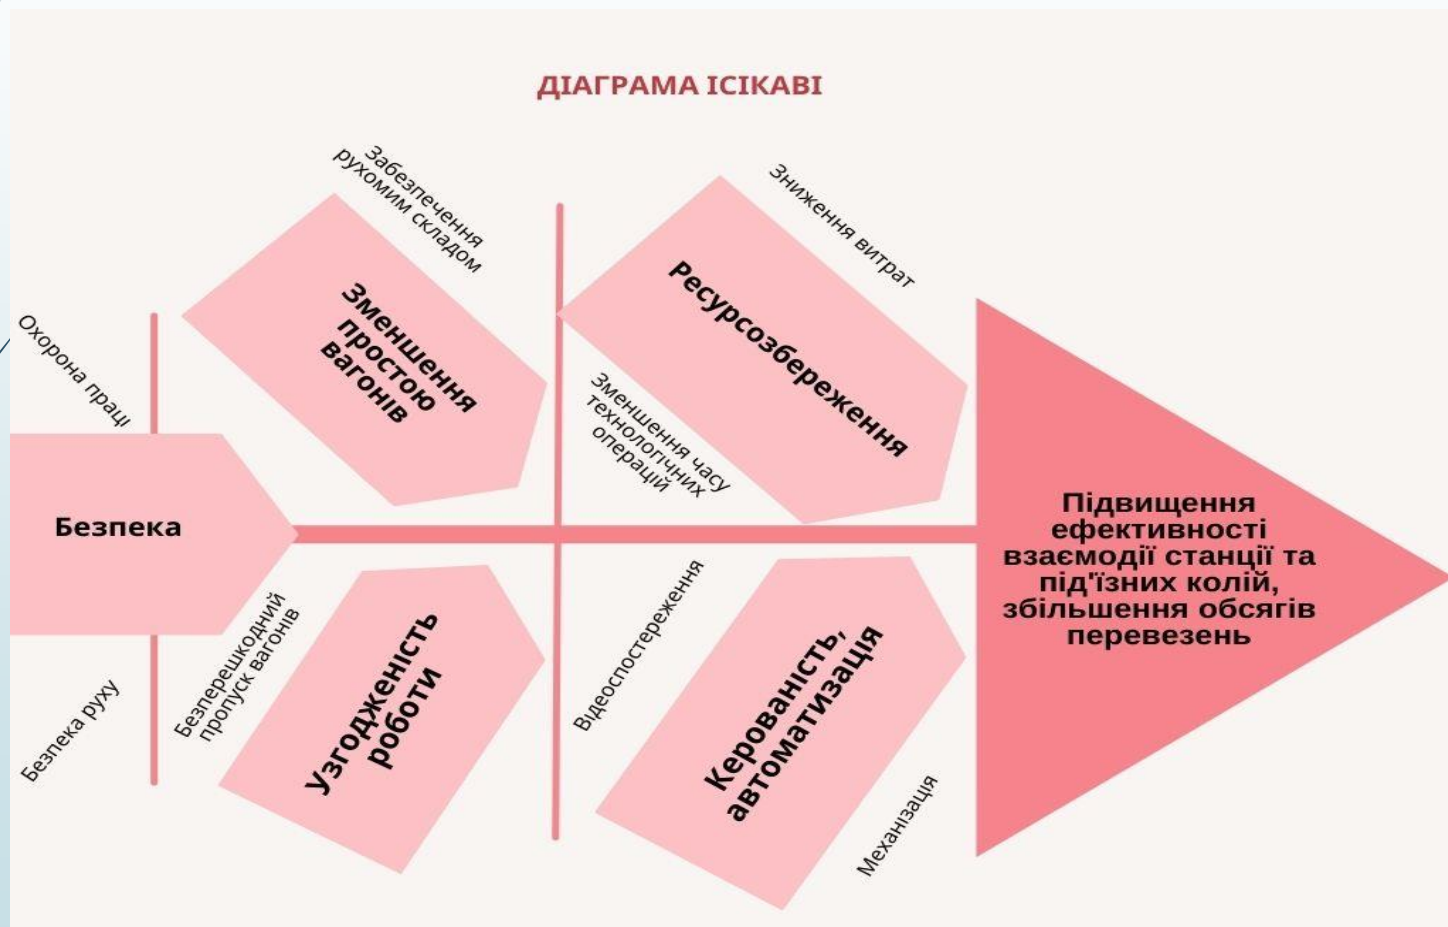 ДІАГРАМА ІСІКАВІ
Забезпечення
рухомим складом
Зниження витрат
Охорона праці
Зменшення
простою
вагонів
Ресурсозбереження
Зменшення часу
технологічних
операцій
Безпека
Підвищення
ефективності
взаємодії станції та
під'їзних колій,
збільшення обсягів
перевезень
Безпека руху
Безперешкодний
пропуск вагонів
Узгодженість
роботи
Відеоспостереження
Керованість,
автоматизація
Механізація